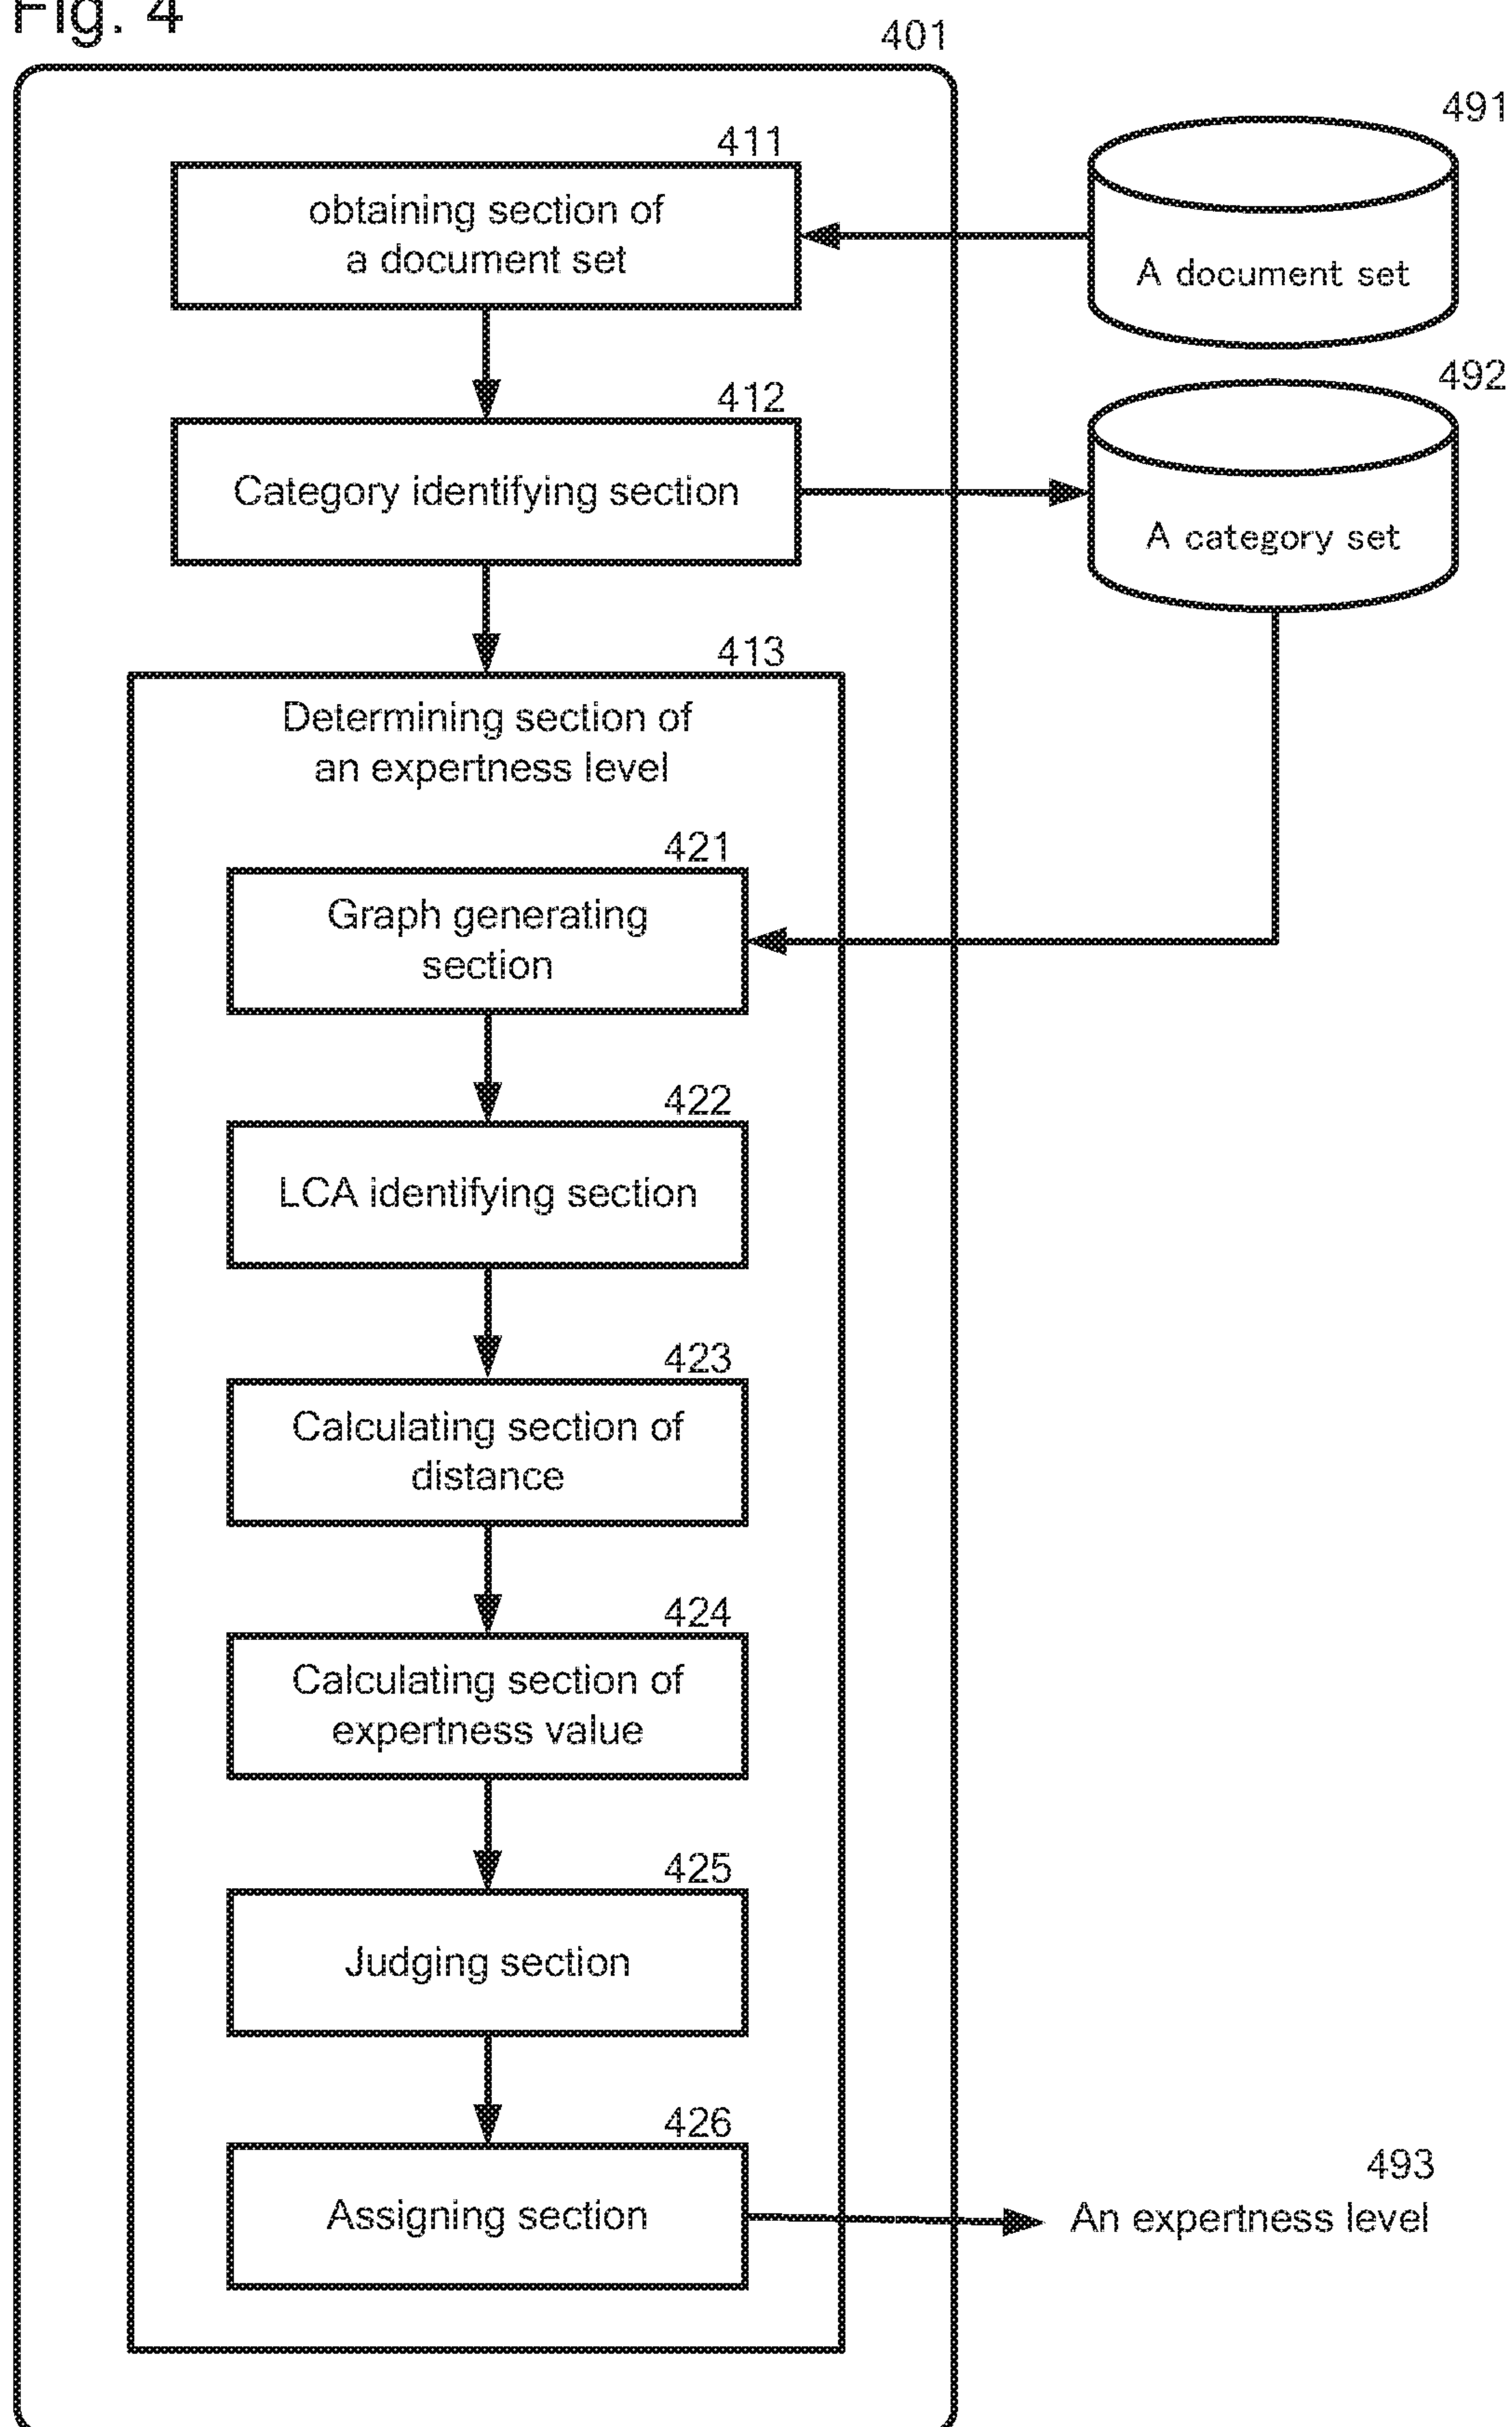 Fig. 4
401
491
411
obtaining section of
a document set
A document set
492
412
Category identifying section
A category set
413
Determining section of
an expertness level
421
Graph generating
section
422
LCA identifying section
423
Calculating section of
distance
424
Calculating section of
expertness value
425
Judging section
426
Assigning section
493
An expertness level